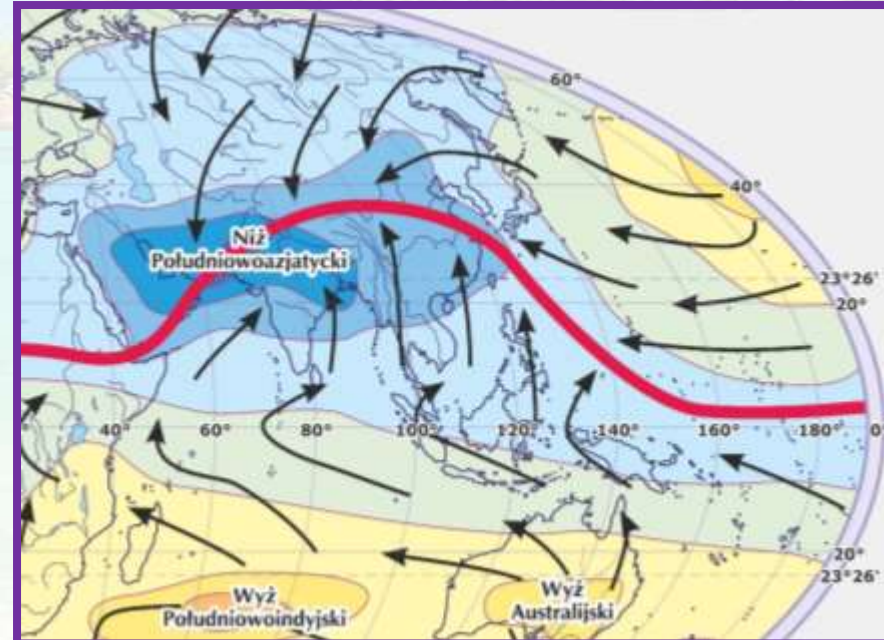 60°
40°
Niż
Południowoazjatycki
23°26'
20°
40° 60° 80° 100° 120° 140° 160° 180° 0°
20°
23°26'
Wyż
Południowoindyjski
Wyż
Australijski